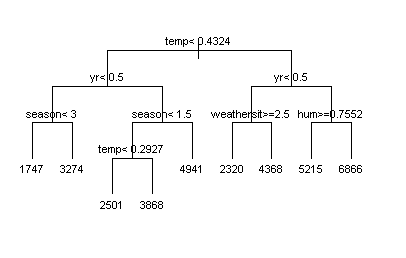 temp< 0.4324
yr< 0.5 yr< 0.5
season< 3 season< 1.5 weathersit>=2.5 hum>=0.7552
temp< 0.2927
1747 3274 4941 2320 4368 5215 6866
2501 3868